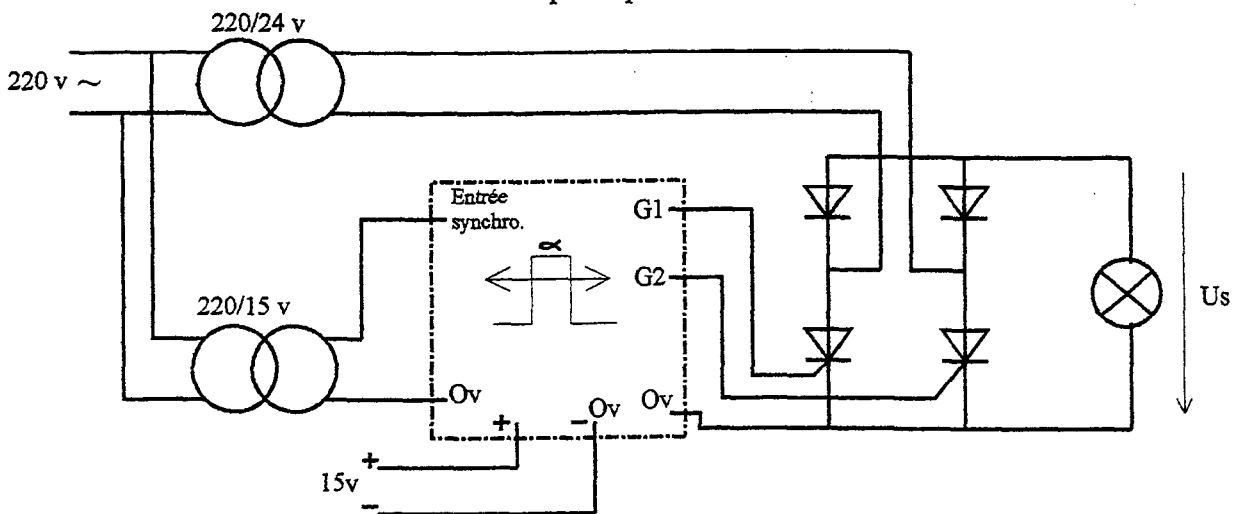 220/24 v
220 v ~
Entrée
synchro.
G1
α
G2
220/15 v
Us
Ov
Ov
Ov
+
−
+
15v
−